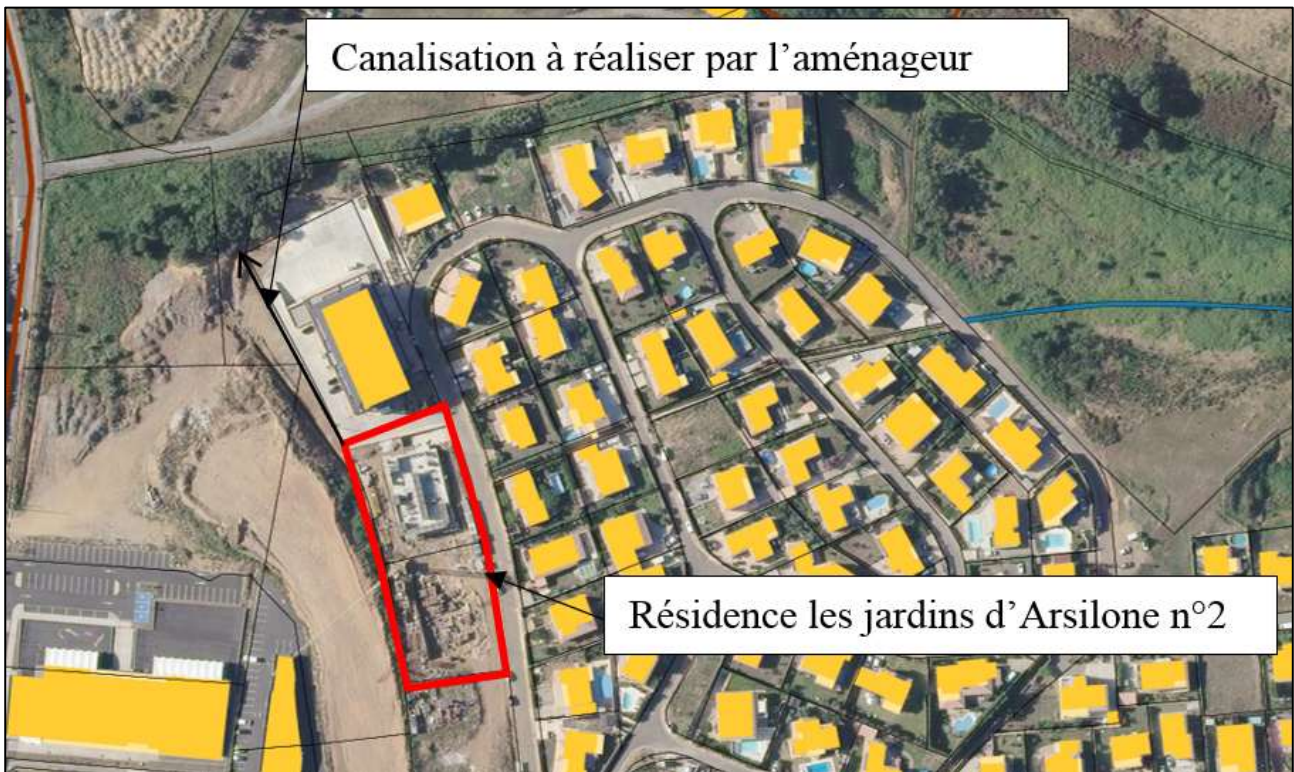 Canalisation à réaliser par l’aménageur
Résidence les jardins d’Arsilone n°2